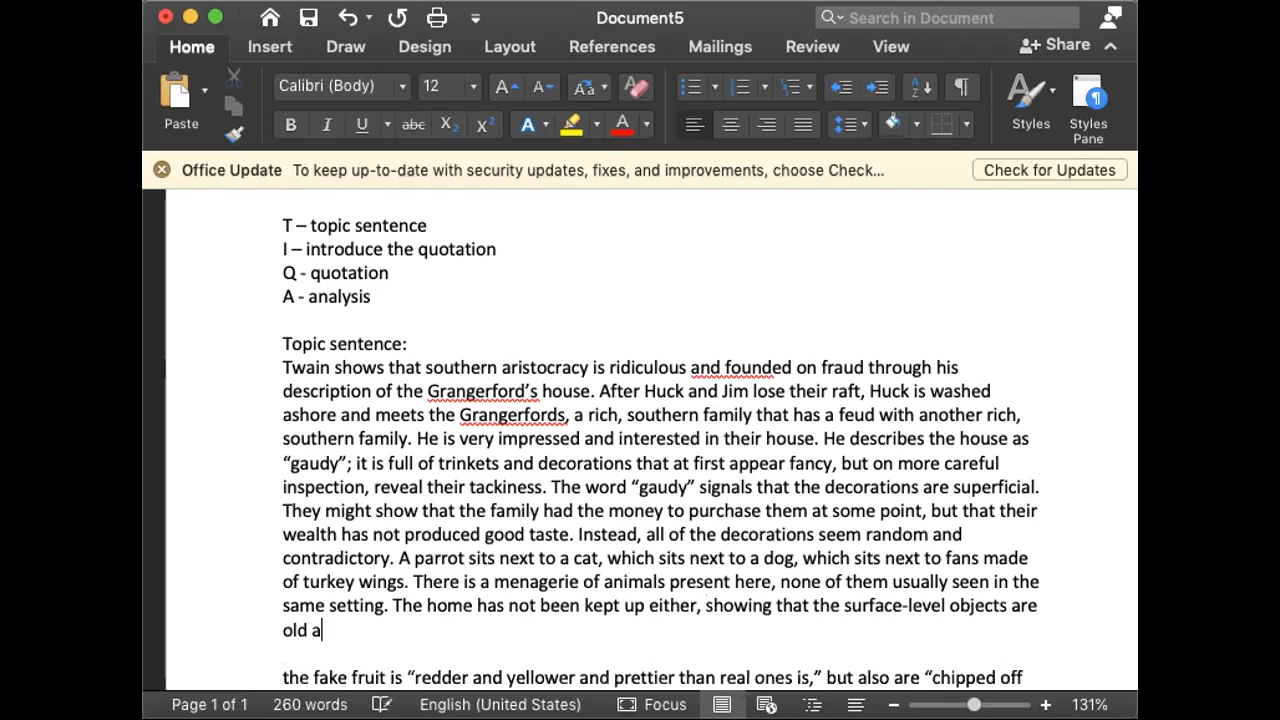 Document5
Search in Document
Home Insert Draw Design Layout References Mailings Review View
Share
Paste
Calibri (Body) 12
Styles Styles Pane
Office Update To keep up-to-date with security updates, fixes, and improvements, choose Check...
Check for Updates
T – topic sentence
I – introduce the quotation
Q - quotation
A - analysis
Topic sentence:
Twain shows that southern aristocracy is ridiculous and founded on fraud through his
description of the Grangerford’s house. After Huck and Jim lose their raft, Huck is washed
ashore and meets the Grangerfords, a rich, southern family that has a feud with another rich,
southern family. He is very impressed and interested in their house. He describes the house as
“gaudy”; it is full of trinkets and decorations that at first appear fancy, but on more careful
inspection, reveal their tackiness. The word “gaudy” signals that the decorations are superficial.
They might show that the family had the money to purchase them at some point, but that their
wealth has not produced good taste. Instead, all of the decorations seem random and
contradictory. A parrot sits next to a cat, which sits next to a dog, which sits next to fans made
of turkey wings. There is a menagerie of animals present here, none of them usually seen in the
same setting. The home has not been kept up either, showing that the surface-level objects are
old a
the fake fruit is “redder and yellower and prettier than real ones is,” but also are “chipped off
Page 1 of 1 260 words English (United States) Focus 131%